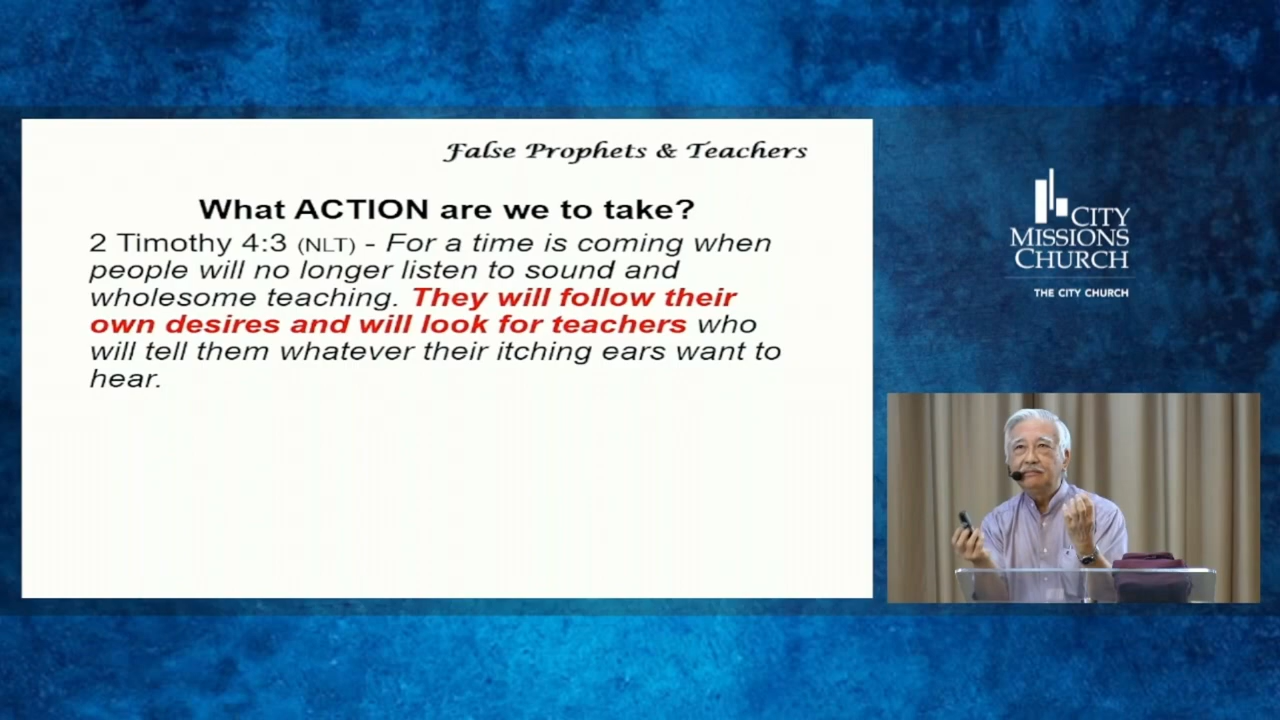 False Prophets & Teachers
What ACTION are we to take?
2 Timothy 4:3 (NLT) - For a time is coming when
people will no longer listen to sound and
wholesome teaching. They will follow their
own desires and will look for teachers who
will tell them whatever their itching ears want to
hear.
CITY
MISSIONS
CHURCH
THE CITY CHURCH